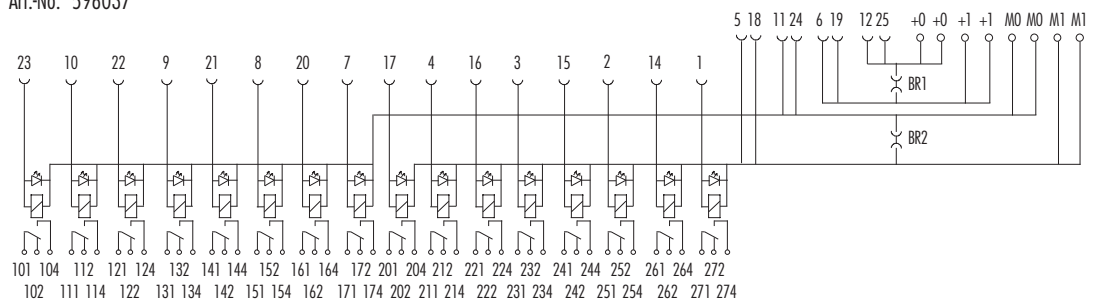 Art.-No. 596037
5 18 11 24 6 19 12 25 +0 +0 +1 +1 M0 M0 M1 M1
23 10 22 9 21 8 20 7 17 4 16 3 15 2 14 1
BR1
BR2
101 104 112 121 124 132 141 144 152 161 164 172 201 204 212 221 224 232 241 244 252 261 264 272
102 111 114 122 131 134 142 151 154 162 171 174 202 211 214 222 231 234 242 251 254 262 271 274